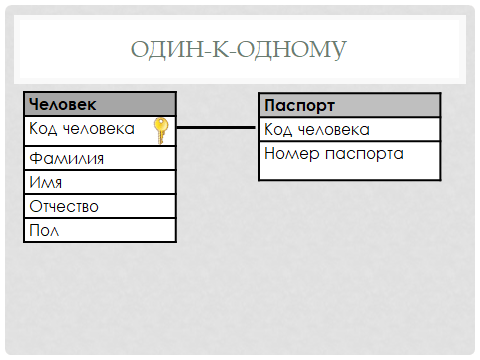 ОДИН-К-ОДНОМУ
Человек
Код человека
Фамилия
Имя
Отчество
Пол
Паспорт
Код человека
Номер паспорта